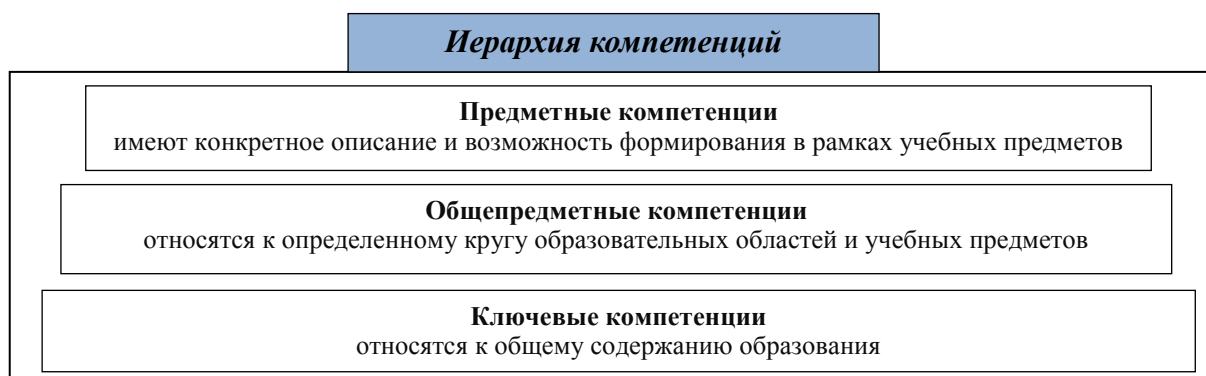 Иерархия компетенций
Предметные компетенции
имеют конкретное описание и возможность формирования в рамках учебных предметов
Общепредметные компетенции
относятся к определенному кругу образовательных областей и учебных предметов
Ключевые компетенции
относятся к общему содержанию образования